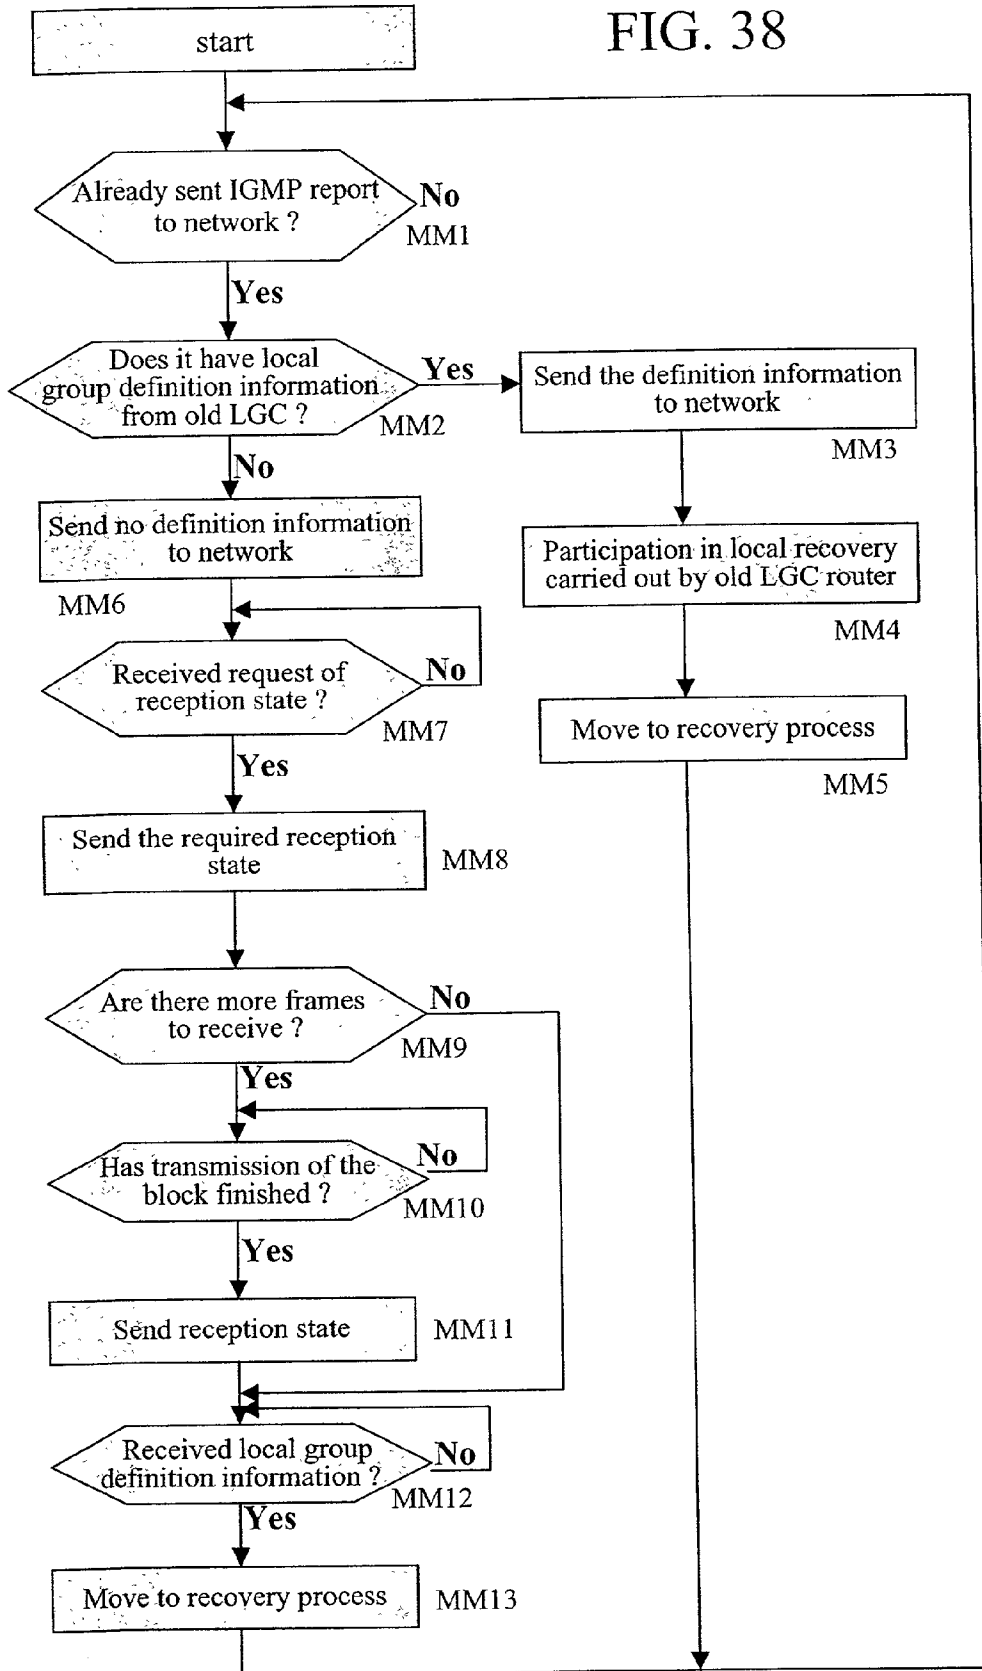 FIG. 38
start
Already sent IGMP report
to network ?
No
MM1
Yes
Does it have local
group definition information
from old LGC ?
Yes
MM2
Send the definition information
to network
MM3
No
Send no definition information
to network
MM6
Participation in local recovery
carried out by old LGC router
MM4
Received request of
reception state ?
No
MM7
Move to recovery process
MM5
Yes
Send the required reception
state
MM8
Are there more frames
to receive ?
No
MM9
Yes
Has transmission of the
block finished ?
No
MM10
Yes
Send reception state
MM11
Received local group
definition information ?
No
MM12
Yes
Move to recovery process
MM13